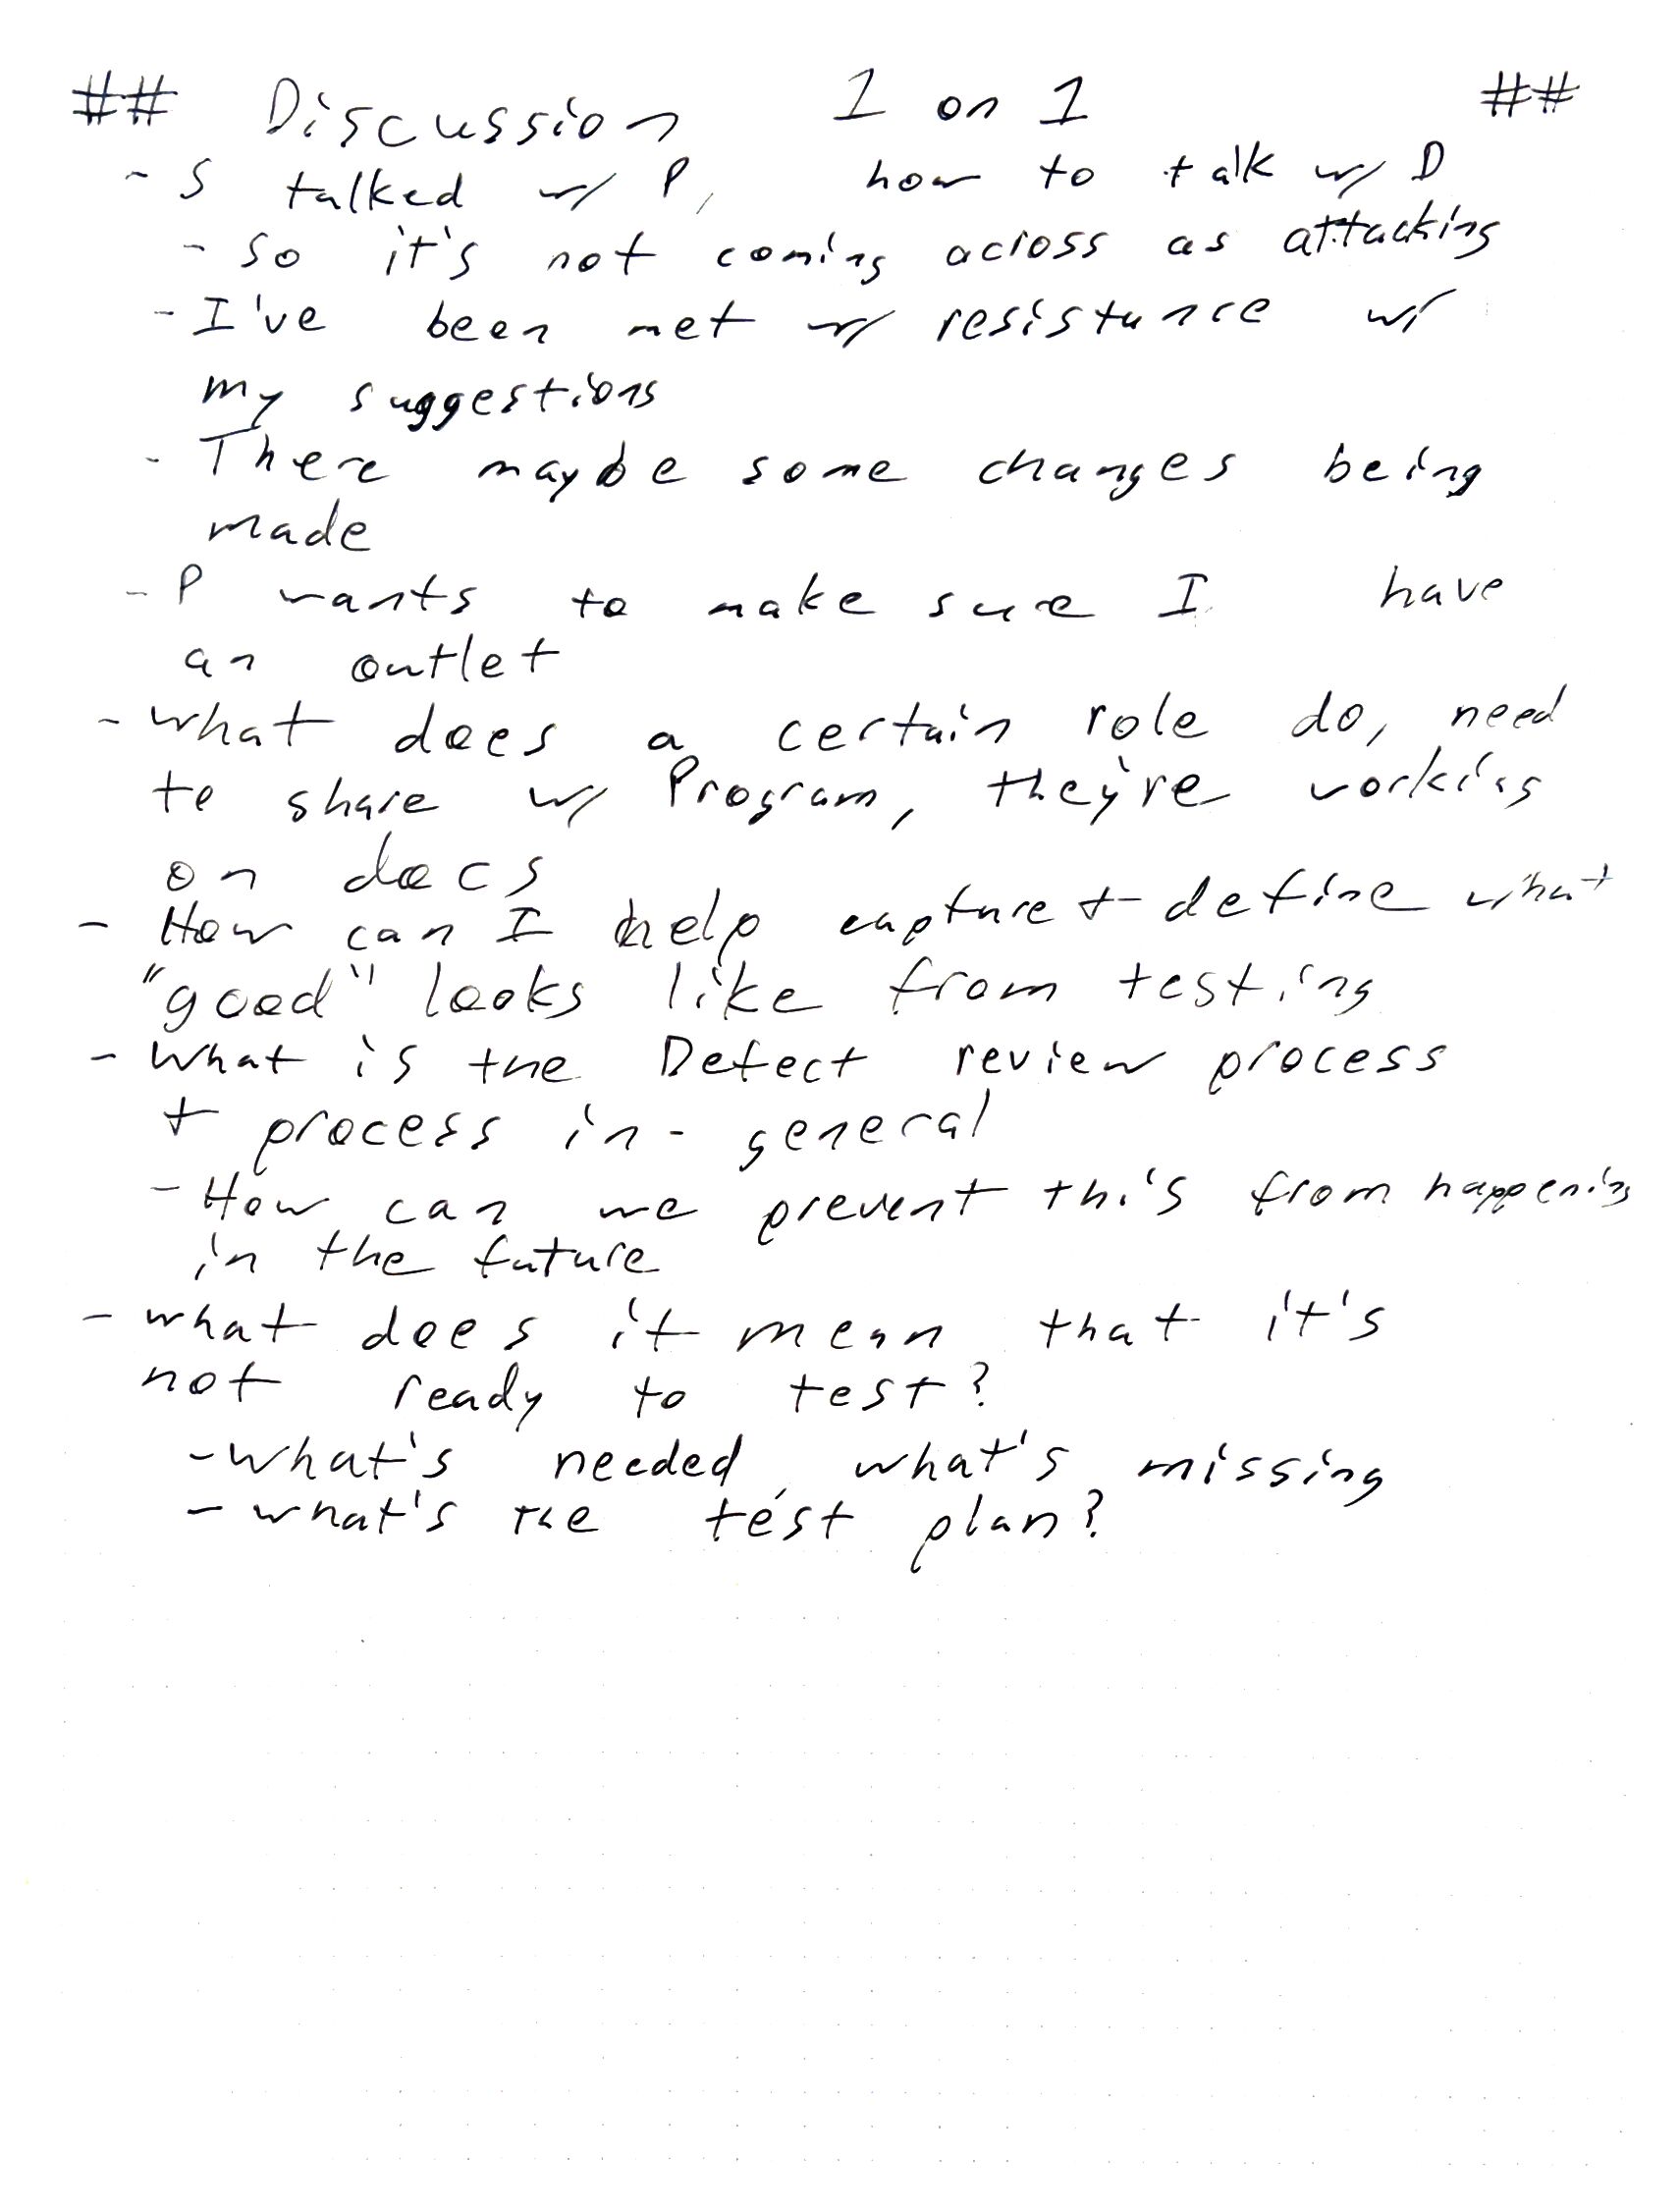 ## Discussion 1 on 1 ##
- S talked w/ P, how to talk w/ D
- so it's not coming across as attacking
- I've been met w/ resistance w/
my suggestions
- There maybe some changes being
made
- P wants to make sure I have
an outlet
- what does a certain role do, need
to share w/ Program, they're working
on docs
- How can I help capture + define what
"good" looks like from testing
- What is the Defect review process
+ process in-general
- How can we prevent this from happening
in the future
- what does it mean that it's
not ready to test?
- what's needed, what's missing
- what's the test plan?